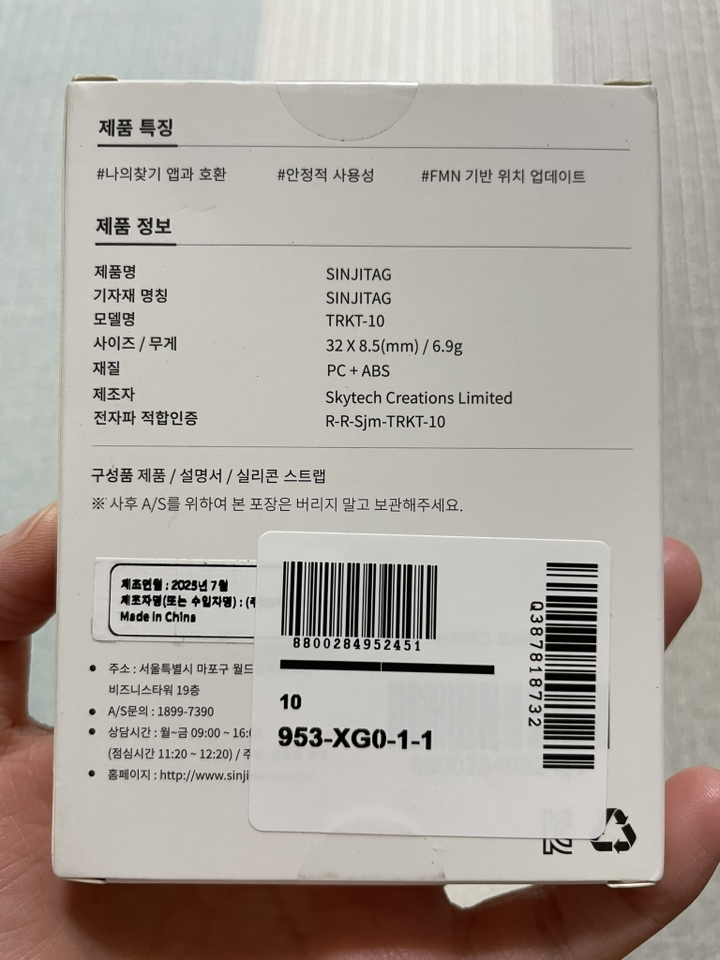 제품 특징
#나의찾기 앱과 호환 #안정적 사용성 #FMN 기반 위치 업데이트
제품 정보
제품명 SINJITAG
기자재 명칭 SINJITAG
모델명 TRKT-10
사이즈 / 무게 32 X 8.5(mm) / 6.9g
재질 PC + ABS
제조자 Skytech Creations Limited
전자파 적합인증 R-R-Sjm-TRKT-10
구성품 제품 / 설명서 / 실리콘 스트랩
※ 사후 A/S를 위하여 본 포장은 버리지 말고 보관해주세요.
제조연월 : 2025년 7월
제조자명(또는 수입자명) : (주
Made in China
주소 : 서울특별시 마포구 월드
비즈니스타워 19층
A/S문의 : 1899-7390
상담시간 : 월~금 09:00 ~ 16:0
(점심시간 11:20 ~ 12:20) / 주
홈페이지 : http://www.sinji
8800284952451
10
953-XG0-1-1
Q3878818732